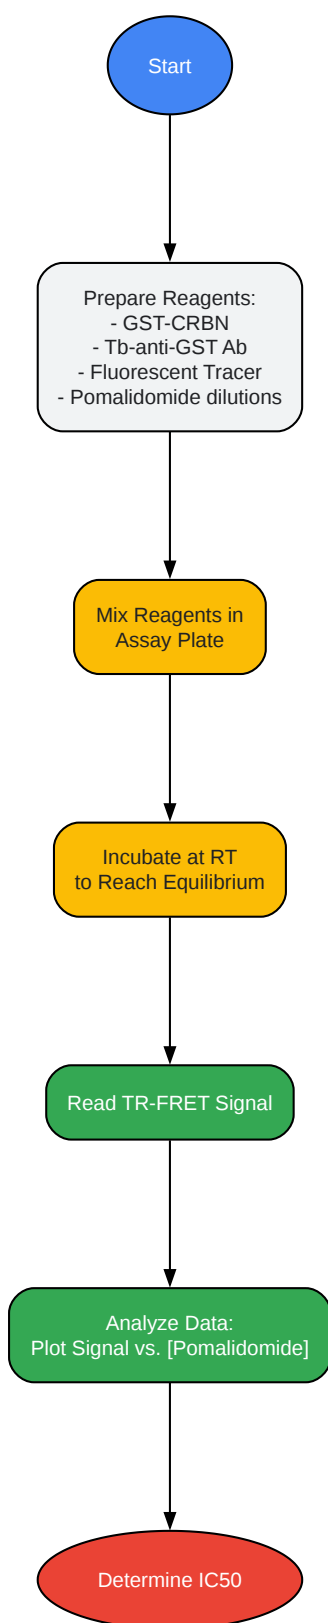 Start
Prepare Reagents:
- GST-CRBN
- Tb-anti-GST Ab
- Fluorescent Tracer
- Pomalidomide dilutions
Mix Reagents in
Assay Plate
Incubate at RT
to Reach Equilibrium
Read TR-FRET Signal
Analyze Data:
Plot Signal vs. [Pomalidomide]
Determine IC50